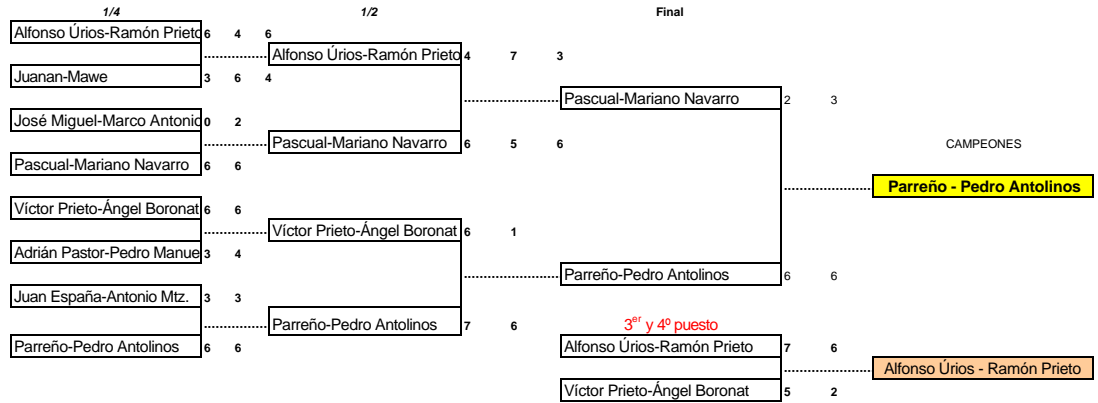 1/4 1/2 Final
Alfonso Úrios-Ramón Prieto 6 4 6
Alfonso Úrios-Ramón Prieto 4 7 3
Juanan-Mawe 3 6 4
Pascual-Mariano Navarro 2 3
José Miguel-Marco Antonio 0 2
Pascual-Mariano Navarro 6 5 6
CAMPEONES
Pascual-Mariano Navarro 6 6
Parreño - Pedro Antolinos
Víctor Prieto-Ángel Boronat 6 6
Víctor Prieto-Ángel Boronat 6 1
Adrián Pastor-Pedro Manue 3 4
Parreño-Pedro Antolinos 6 6
Juan España-Antonio Mtz. 3 3
Parreño-Pedro Antolinos 7 6
3er y 4º puesto
Parreño-Pedro Antolinos 6 6
Alfonso Úrios-Ramón Prieto 7 6
Alfonso Úrios - Ramón Prieto
Víctor Prieto-Ángel Boronat 5 2